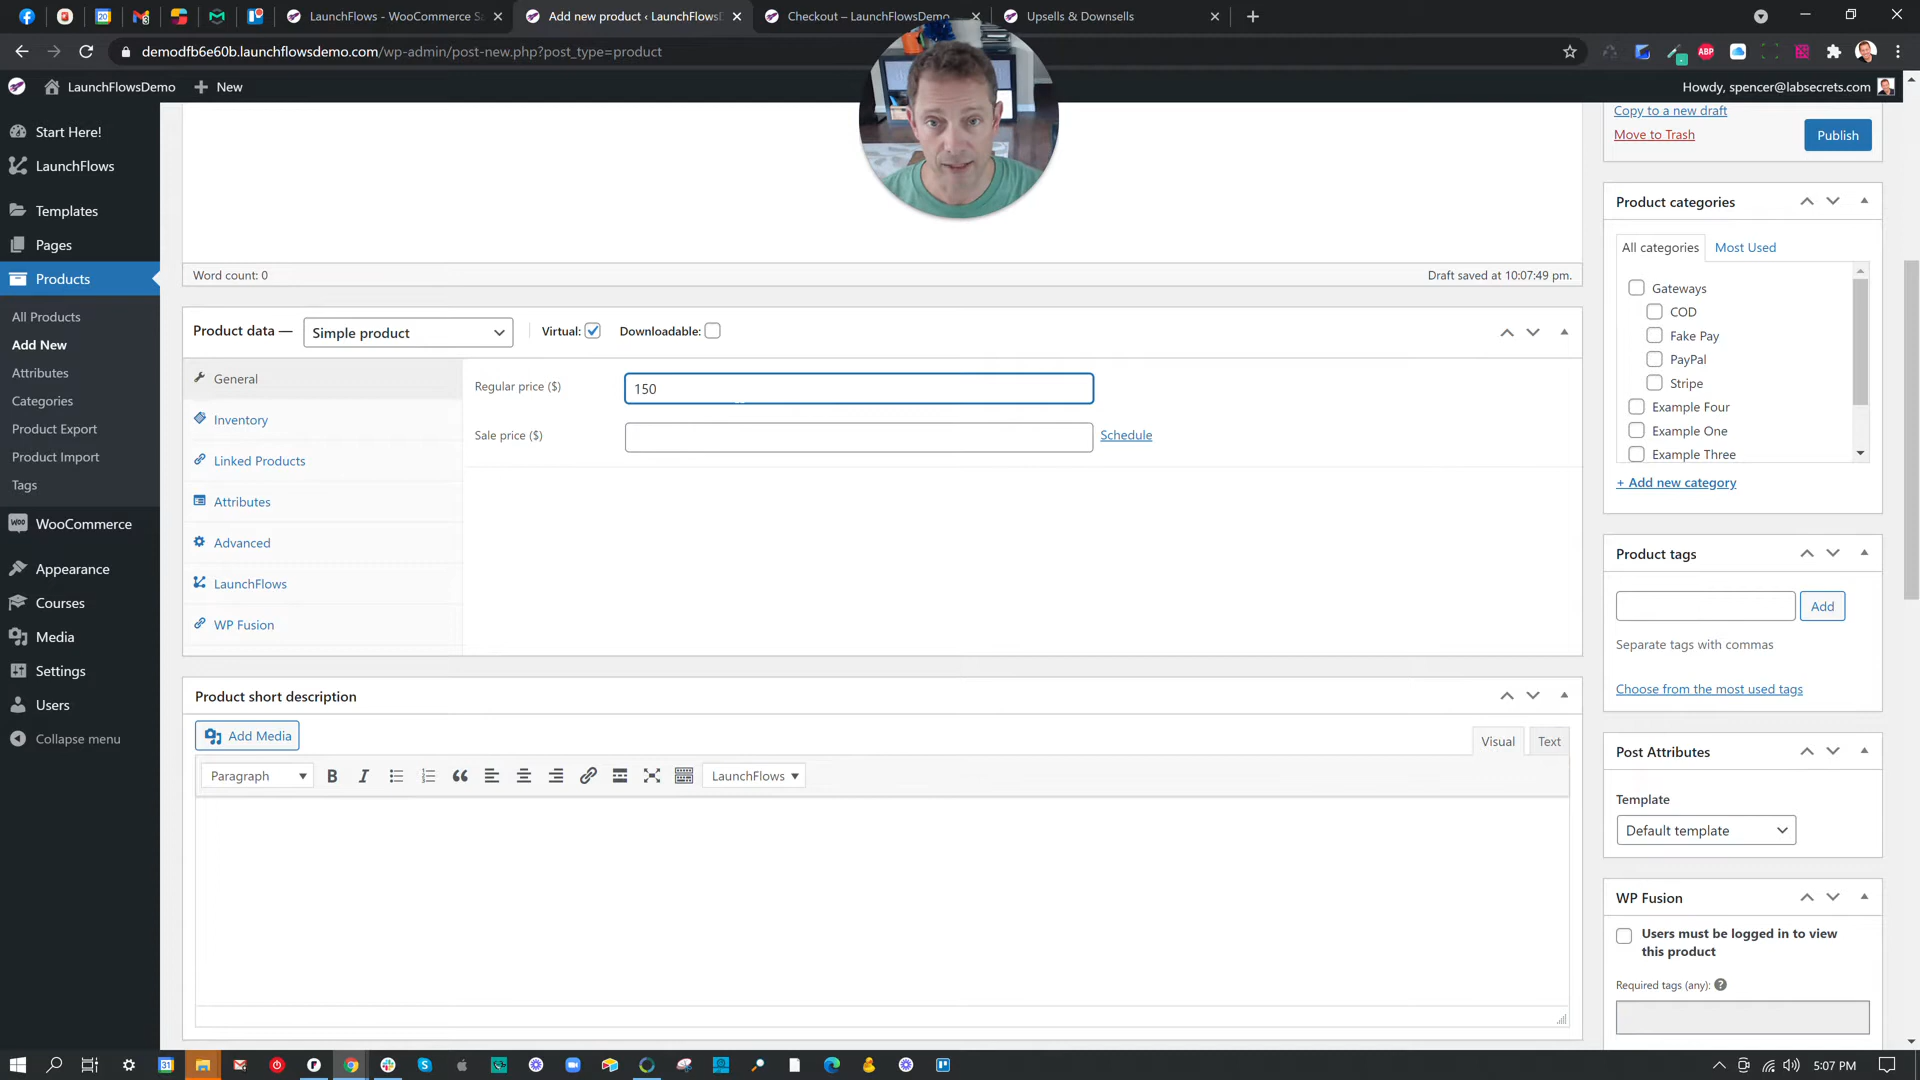 LaunchFlows - WooCommerce Sa
Add new product ‹ LaunchFlowsD
Checkout – LaunchFlowsDemo
Upsells & Downsells
demodfb6e60b.launchflowsdemo.com/wp-admin/post-new.php?post_type=product
LaunchFlowsDemo
New
Howdy, spencer@labsecrets.com
Start Here!
LaunchFlows
Templates
Pages
Products
All Products
Add New
Attributes
Categories
Product Export
Product Import
Tags
WooCommerce
Appearance
Courses
Media
Settings
Users
Collapse menu
Word count: 0
Draft saved at 10:07:49 pm.
Product data —
Simple product
Virtual:
Downloadable:
General
Inventory
Linked Products
Attributes
Advanced
LaunchFlows
WP Fusion
Regular price ($)
150
Sale price ($)
Schedule
Product short description
Add Media
Visual
Text
Paragraph
B
I
LaunchFlows
Copy to a new draft
Move to Trash
Publish
Product categories
All categories
Most Used
Gateways
COD
Fake Pay
PayPal
Stripe
Example Four
Example One
Example Three
+ Add new category
Product tags
Add
Separate tags with commas
Choose from the most used tags
Post Attributes
Template
Default template
WP Fusion
Users must be logged in to view
this product
Required tags (any):
5:07 PM